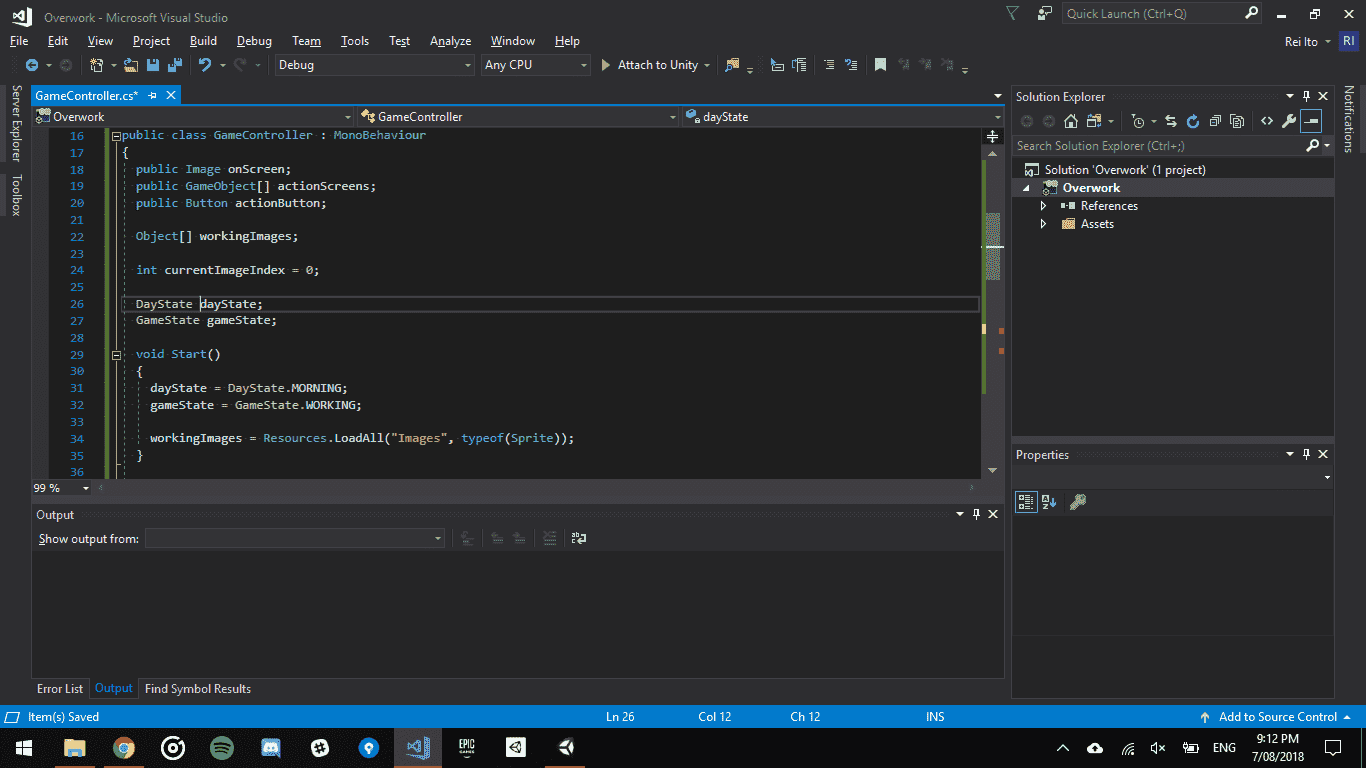 Overwork - Microsoft Visual Studio
Quick Launch (Ctrl+Q)
File Edit View Project Build Debug Team Tools Test Analyze Window Help
Rei Ito RI
Debug Any CPU Attach to Unity
Server Explorer
Toolbox
GameController.cs*
Overwork GameController dayState
16 public class GameController : MonoBehaviour
17 {
18 public Image onScreen;
19 public GameObject[] actionScreens;
20 public Button actionButton;
21
22 Object[] workingImages;
23
24 int currentImageIndex = 0;
25
26 DayState dayState;
27 GameState gameState;
28
29 void Start()
30 {
31 dayState = DayState.MORNING;
32 gameState = GameState.WORKING;
33
34 workingImages = Resources.LoadAll("Images", typeof(Sprite));
35 }
36
99 %
Output
Show output from:
Error List Output Find Symbol Results
Solution Explorer
Search Solution Explorer (Ctrl+;)
Solution 'Overwork' (1 project)
Overwork
References
Assets
Properties
Notifications
Item(s) Saved Ln 26 Col 12 Ch 12 INS Add to Source Control
EPIC
GAMES
ENG
9:12 PM
7/08/2018